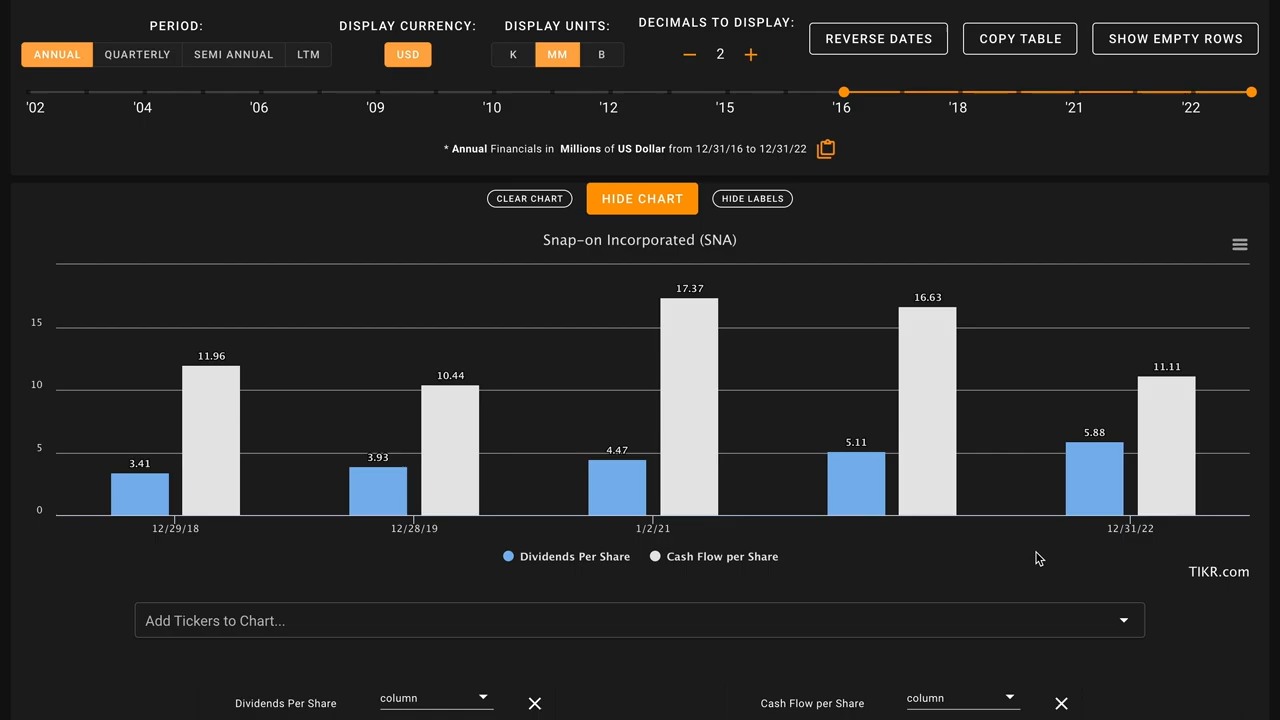 PERIOD:
DISPLAY CURRENCY:
DISPLAY UNITS:
DECIMALS TO DISPLAY:
ANNUAL QUARTERLY SEMI ANNUAL LTM
USD
K MM B
− 2 +
REVERSE DATES
COPY TABLE
SHOW EMPTY ROWS
'02 '04 '06 '09 '10 '12 '15 '16 '18 '21 '22
* Annual Financials in Millions of US Dollar from 12/31/16 to 12/31/22
CLEAR CHART
HIDE CHART
HIDE LABELS
Snap-on Incorporated (SNA)
15
10
5
0
3.41 11.96
3.93 10.44
4.47 17.37
5.11 16.63
5.88 11.11
12/29/18 12/28/19 1/2/21 12/31/22
Dividends Per Share Cash Flow per Share
TIKR.com
Add Tickers to Chart...
Dividends Per Share column
Cash Flow per Share column